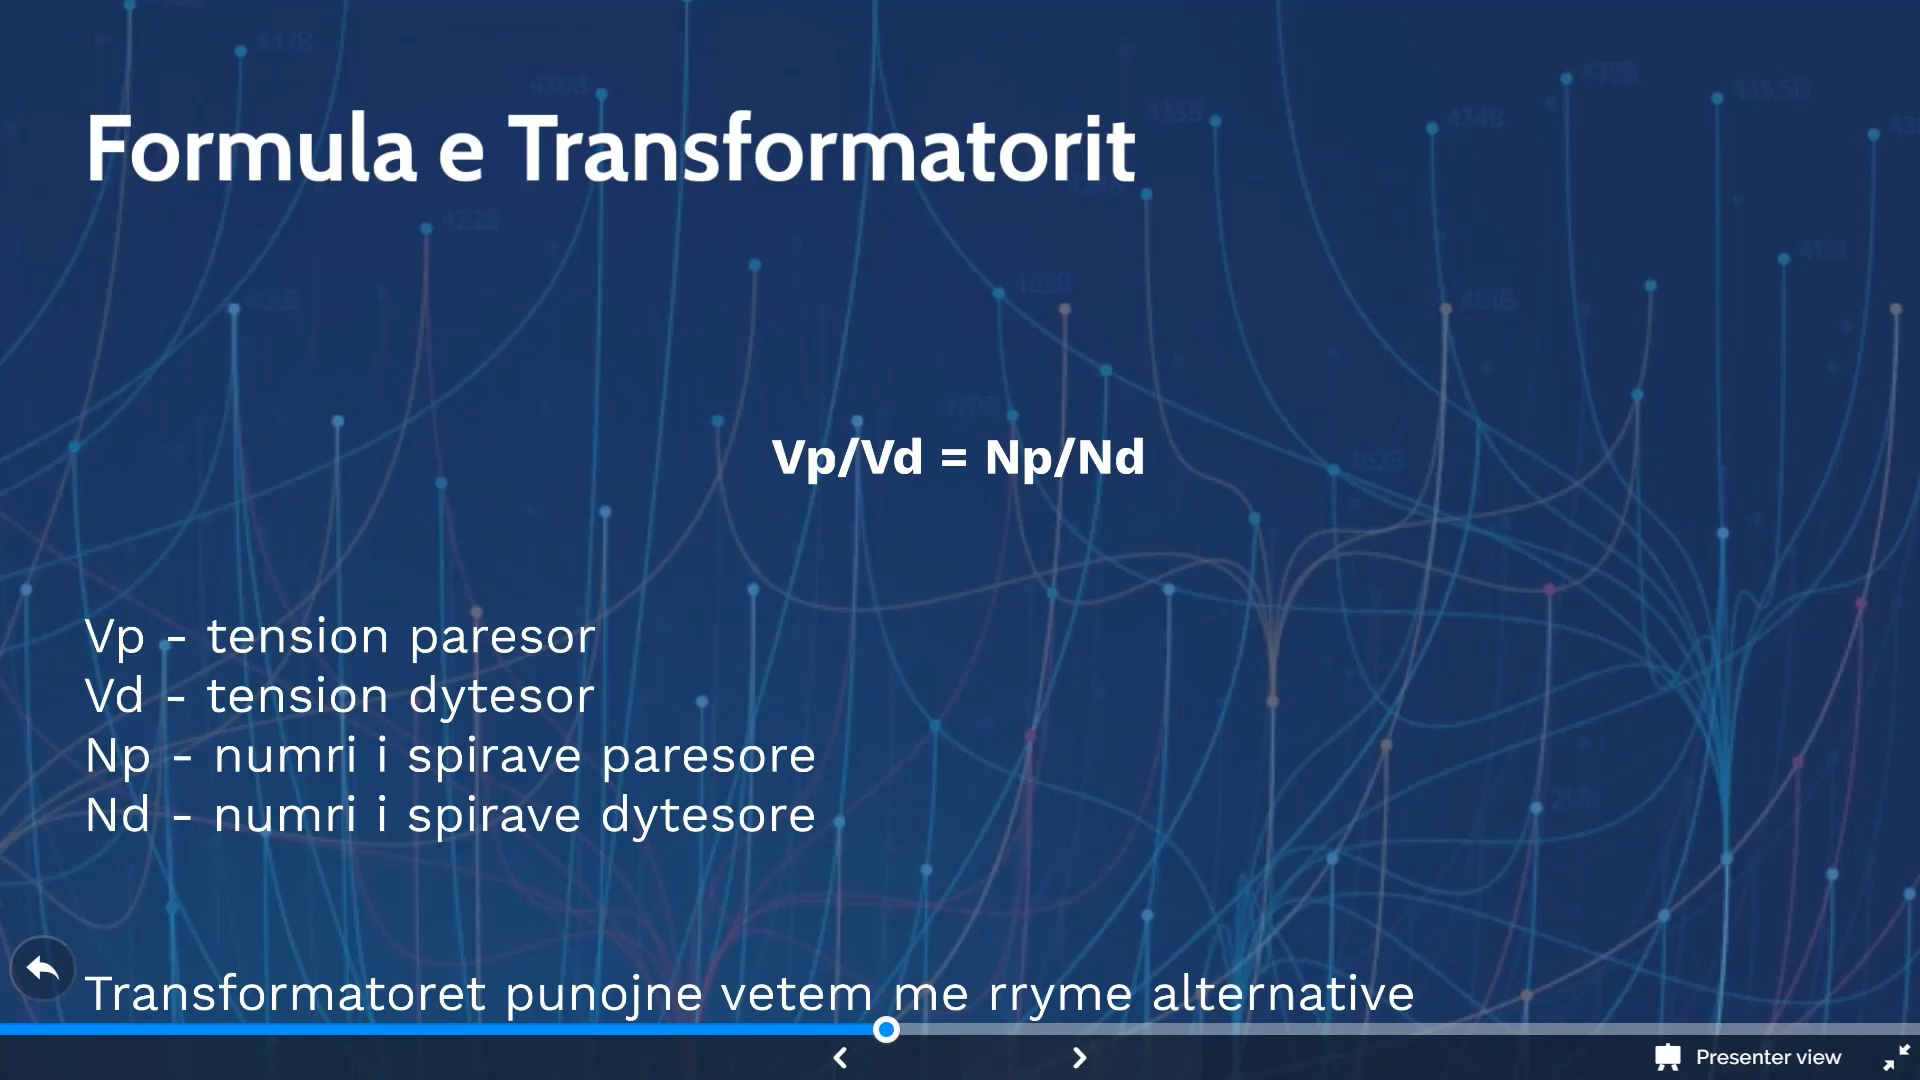 Formula e Transformatorit
Vp/Vd = Np/Nd
Vp - tension paresor
Vd - tension dytesor
Np - numri i spirave paresore
Nd - numri i spirave dytesore
Transformatoret punojne vetem me rryme alternative
Presenter view